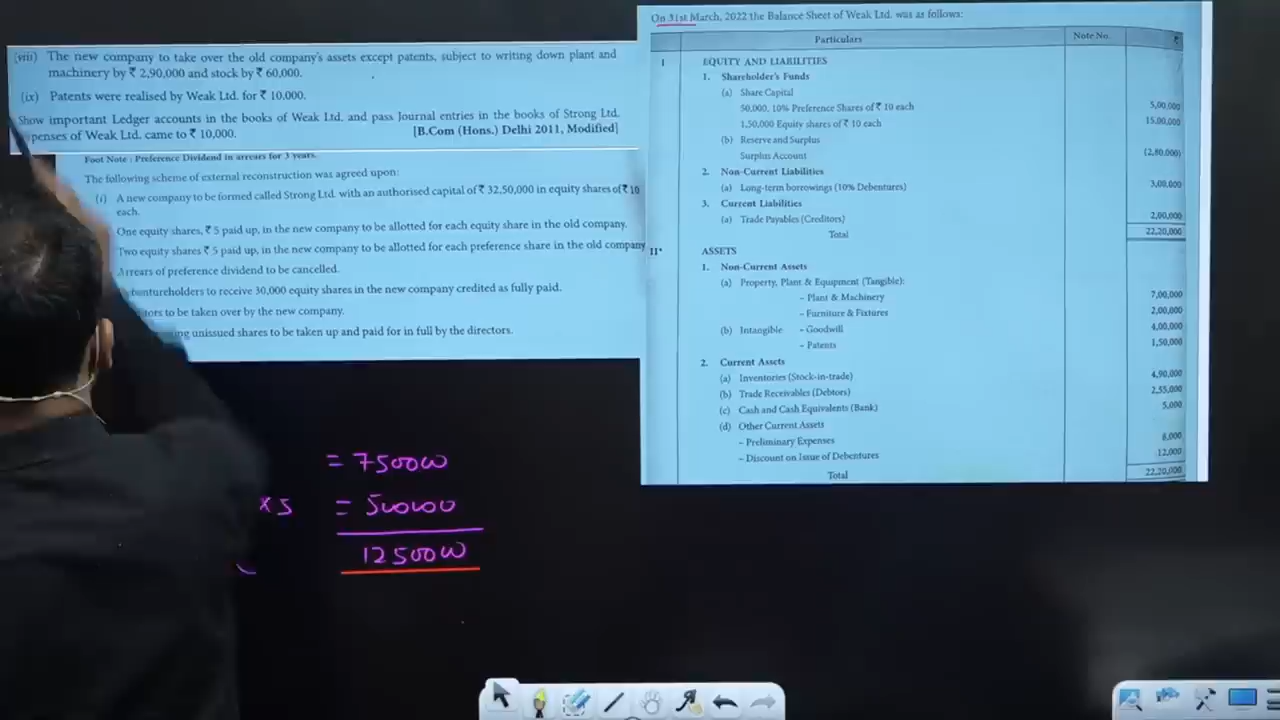 (viii) The new company to take over the old company's assets except patents, subject to writing down plant and
machinery by ₹ 2,90,000 and stock by ₹ 60,000.
(ix) Patents were realised by Weak Ltd. for ₹ 10,000.
Show important Ledger accounts in the books of Weak Ltd. and pass Journal entries in the books of Strong Ltd.
penses of Weak Ltd. came to ₹ 10,000. [B.Com (Hons.) Delhi 2011, Modified]
Foot Note : Preference Dividend in arrears for 3 years.
The following scheme of external reconstruction was agreed upon:
(i) A new company to be formed called Strong Ltd. with an authorised capital of ₹ 32,50,000 in equity shares of ₹ 10
each.
One equity shares, ₹ 5 paid up, in the new company to be allotted for each equity share in the old company.
Two equity shares ₹ 5 paid up, in the new company to be allotted for each preference share in the old company
rrears of preference dividend to be cancelled.
bentureholders to receive 30,000 equity shares in the new company credited as fully paid.
tors to be taken over by the new company.
ing unissued shares to be taken up and paid for in full by the directors.
= 750000
×5 = 500000
1250000
On 31st March, 2022 the Balance Sheet of Weak Ltd. was as follows:
Particulars Note No. ₹
I EQUITY AND LIABILITIES
1. Shareholder's Funds
(a) Share Capital
50,000, 10% Preference Shares of ₹ 10 each 5,00,000
1,50,000 Equity shares of ₹ 10 each 15,00,000
(b) Reserve and Surplus
Surplus Account (2,80,000)
2. Non-Current Liabilities
(a) Long-term borrowings (10% Debentures) 3,00,000
3. Current Liabilities
(a) Trade Payables (Creditors) 2,00,000
Total 22,20,000
II* ASSETS
1. Non-Current Assets
(a) Property, Plant & Equipment (Tangible):
– Plant & Machinery 7,00,000
– Furniture & Fixtures 2,00,000
(b) Intangible – Goodwill 4,00,000
– Patents 1,50,000
2. Current Assets
(a) Inventories (Stock-in-trade) 4,90,000
(b) Trade Receivables (Debtors) 2,55,000
(c) Cash and Cash Equivalents (Bank) 5,000
(d) Other Current Assets
– Preliminary Expenses 8,000
– Discount on Issue of Debentures 12,000
Total 22,20,000